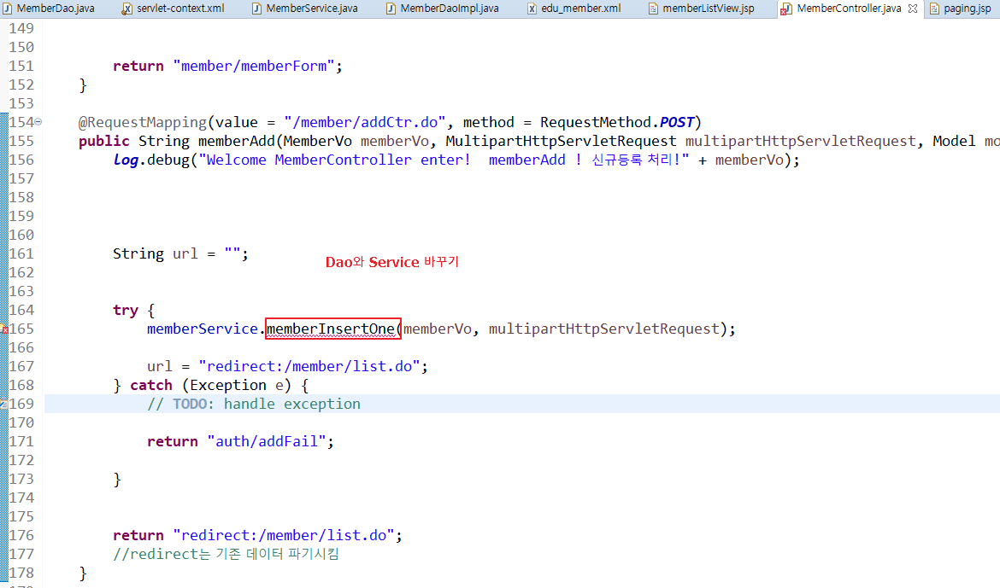 MemberDao.java servlet-context.xml MemberService.java MemberDaoImpl.java edu_member.xml memberListView.jsp MemberController.java paging.jsp
149
150
151 return "member/memberForm";
152 }
153
154 @RequestMapping(value = "/member/addCtr.do", method = RequestMethod.POST)
155 public String memberAdd(MemberVo memberVo, MultipartHttpServletRequest multipartHttpServletRequest, Model mo
156 log.debug("Welcome MemberController enter! memberAdd ! 신규등록 처리!" + memberVo);
157
158
159
160
161 String url = "";
Dao와 Service 바꾸기
162
163
164 try {
165 memberService.memberInsertOne(memberVo, multipartHttpServletRequest);
166
167 url = "redirect:/member/list.do";
168 } catch (Exception e) {
169 // TODO: handle exception
170
171 return "auth/addFail";
172
173 }
174
175
176 return "redirect:/member/list.do";
177 //redirect는 기존 데이터 파기시킴
178 }